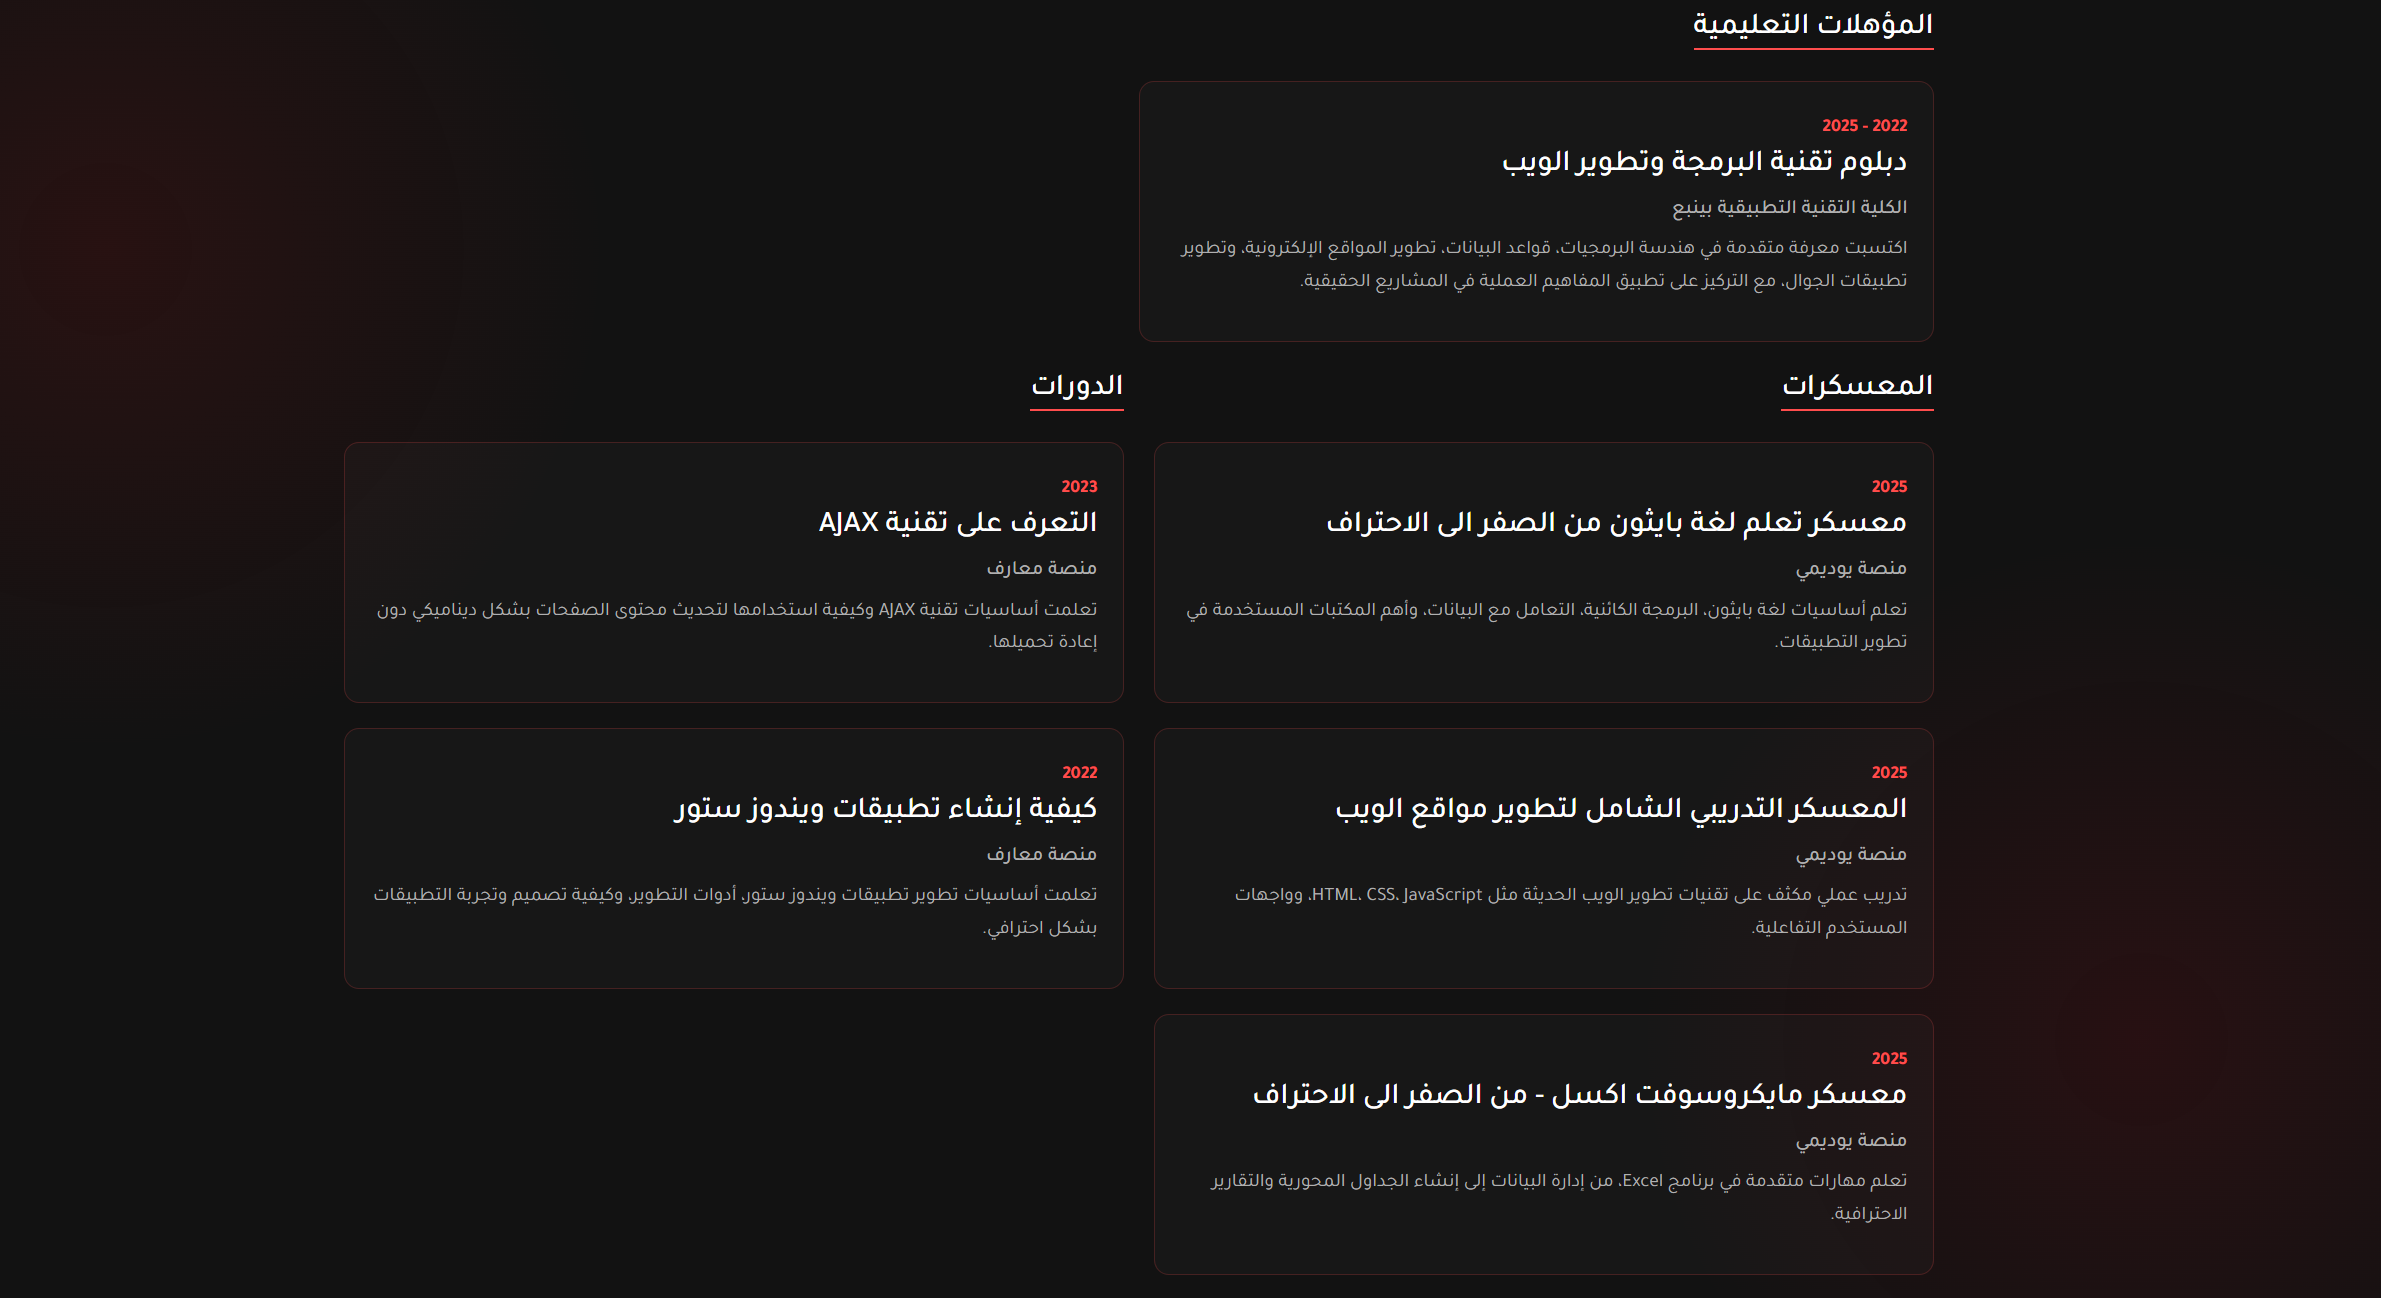 المؤهلات التعليمية
2022 - 2025
دبلوم تقنية البرمجة وتطوير الويب
الكلية التقنية التطبيقية بينبع
اكتسبت معرفة متقدمة في هندسة البرمجيات، قواعد البيانات، تطوير المواقع الإلكترونية، وتطوير
تطبيقات الجوال، مع التركيز على تطبيق المفاهيم العملية في المشاريع الحقيقية.
المعسكرات
2025
معسكر تعلم لغة بايثون من الصفر الى الاحتراف
منصة يوديمي
تعلم أساسيات لغة بايثون، البرمجة الكائنية، التعامل مع البيانات، وأهم المكتبات المستخدمة في
تطوير التطبيقات.
2025
المعسكر التدريبي الشامل لتطوير مواقع الويب
منصة يوديمي
تدريب عملي مكثف على تقنيات تطوير الويب الحديثة مثل HTML، CSS، JavaScript، وواجهات
المستخدم التفاعلية.
2025
معسكر مايكروسوفت اكسل - من الصفر الى الاحتراف
منصة يوديمي
تعلم مهارات متقدمة في برنامج Excel، من إدارة البيانات إلى إنشاء الجداول المحورية والتقارير
الاحترافية.
الدورات
2023
التعرف على تقنية AJAX
منصة معارف
تعلمت أساسيات تقنية AJAX وكيفية استخدامها لتحديث محتوى الصفحات بشكل ديناميكي دون
إعادة تحميلها.
2022
كيفية إنشاء تطبيقات ويندوز ستور
منصة معارف
تعلمت أساسيات تطوير تطبيقات ويندوز ستور، أدوات التطوير، وكيفية تصميم وتجربة التطبيقات
بشكل احترافي.